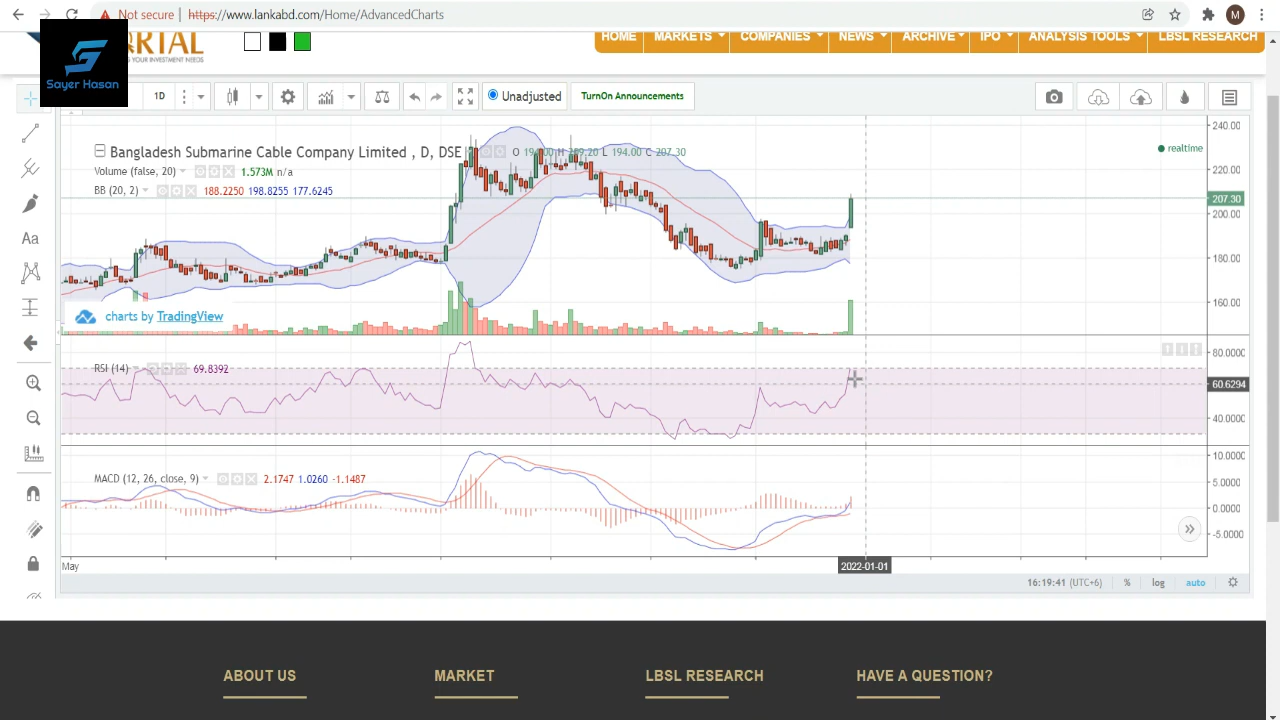 Not secure | https://www.lankabd.com/Home/AdvancedCharts
M
HOME MARKETS COMPANIES NEWS ARCHIVE IPO ANALYSIS TOOLS LBSL RESEARCH
Sayer Hasan
1D
Unadjusted
TurnOn Announcements
Bangladesh Submarine Cable Company Limited , D, DSE
L 194.00 C 207.30
realtime
Volume (false, 20) 1.573M n/a
BB (20, 2) 188.2250 198.8255 177.6245
240.00
220.00
207.30
200.00
180.00
160.00
Aa
charts by TradingView
RSI (14) 69.8392
80.0000
60.6294
40.0000
MACD (12, 26, close, 9) 2.1747 1.0260 -1.1487
10.0000
5.0000
0.0000
-5.0000
May
2022-01-01
16:19:41 (UTC+6) % log auto
ABOUT US MARKET LBSL RESEARCH HAVE A QUESTION?